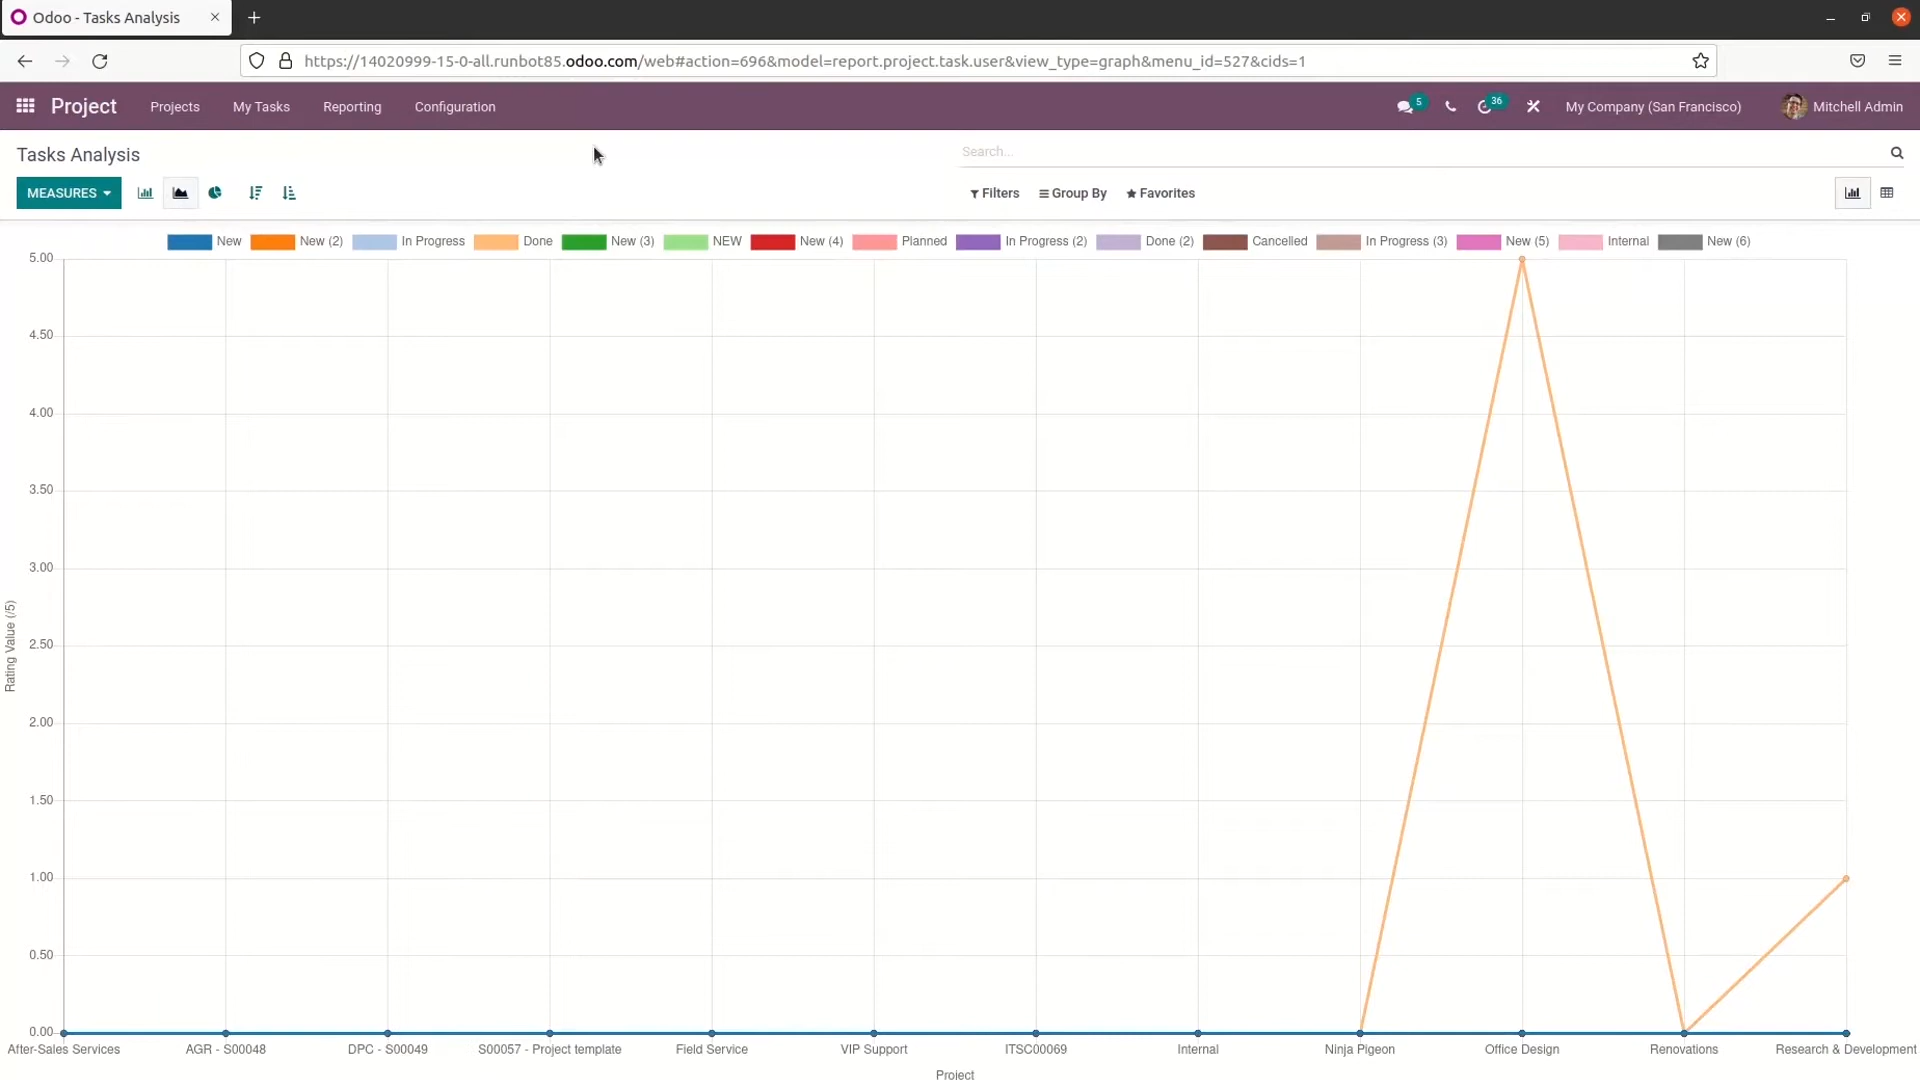 Odoo - Tasks Analysis
https://14020999-15-0-all.runbot85.odoo.com/web#action=696&model=report.project.task.user&view_type=graph&menu_id=527&cids=1
Project Projects My Tasks Reporting Configuration 5 36 My Company (San Francisco) Mitchell Admin
Tasks Analysis Search...
MEASURES Filters Group By Favorites
New New (2) In Progress Done New (3) NEW New (4) Planned In Progress (2) Done (2) Cancelled In Progress (3) New (5) Internal New (6)
5.00
4.50
4.00
3.50
3.00
2.50
2.00
1.50
1.00
0.50
0.00
Rating Value (/5)
After-Sales Services AGR - S00048 DPC - S00049 S00057 - Project template Field Service VIP Support ITSC00069 Internal Ninja Pigeon Office Design Renovations Research & Development
Project